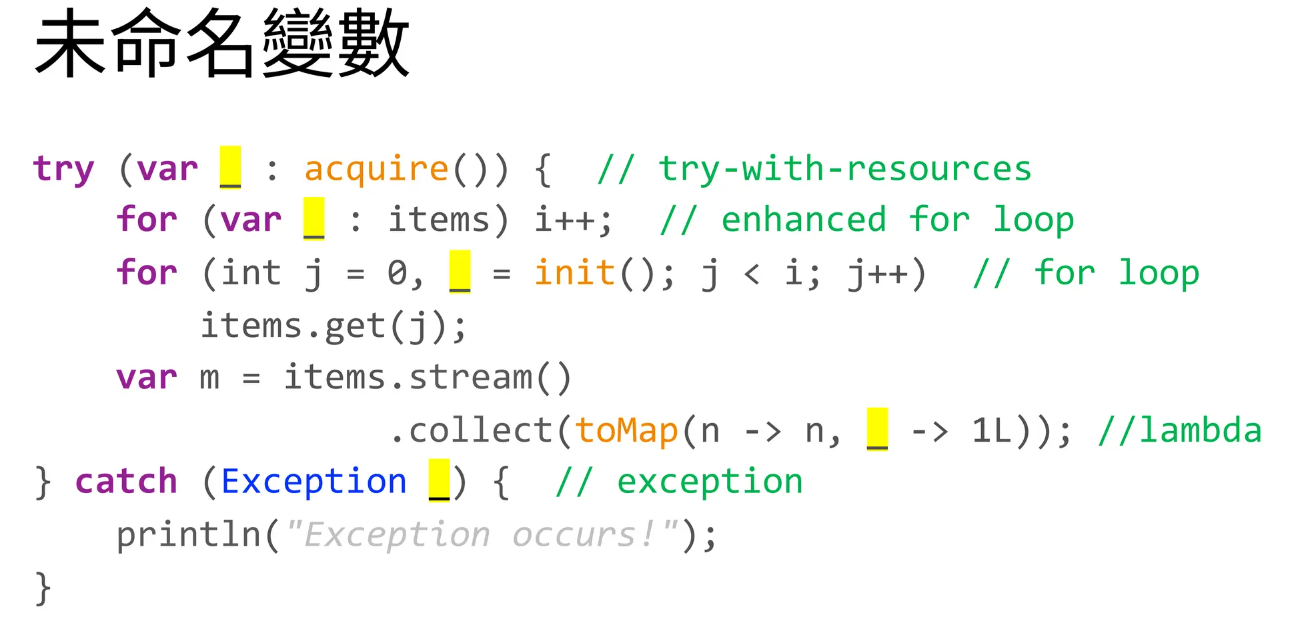 未命名變數
try (var _ : acquire()) {  // try-with-resources
    for (var _ : items) i++;  // enhanced for loop
    for (int j = 0, _ = init(); j < i; j++)  // for loop
        items.get(j);
    var m = items.stream()
                 .collect(toMap(n -> n, _ -> 1L)); //lambda
} catch (Exception _) {  // exception
    println("Exception occurs!");
}